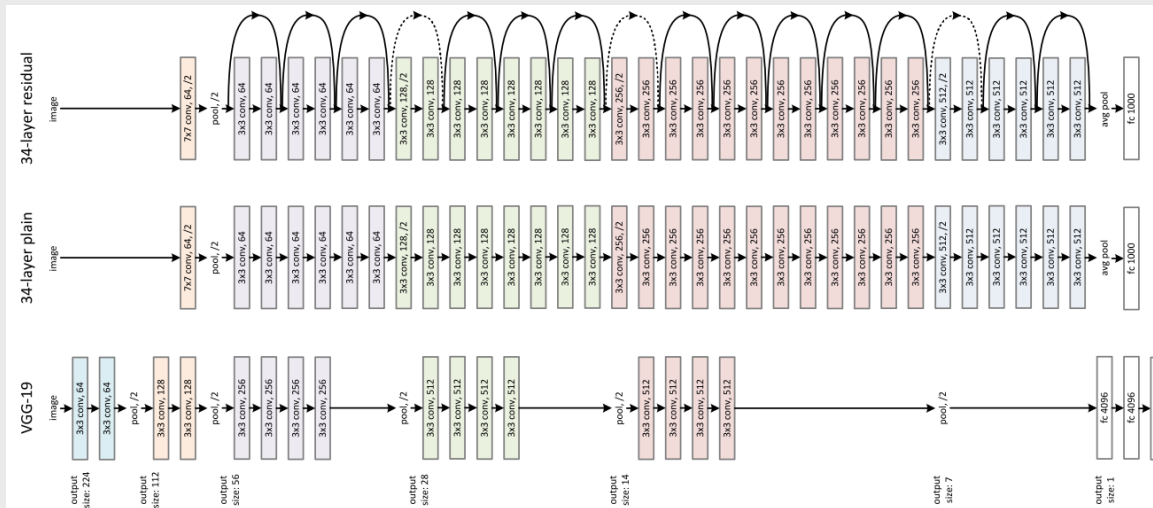 34-layer residual
image
7x7 conv, 64, /2
pool, /2
3x3 conv, 64
3x3 conv, 64
3x3 conv, 64
3x3 conv, 64
3x3 conv, 64
3x3 conv, 64
3x3 conv, 128, /2
3x3 conv, 128
3x3 conv, 128
3x3 conv, 128
3x3 conv, 128
3x3 conv, 128
3x3 conv, 128
3x3 conv, 128
3x3 conv, 256, /2
3x3 conv, 256
3x3 conv, 256
3x3 conv, 256
3x3 conv, 256
3x3 conv, 256
3x3 conv, 256
3x3 conv, 256
3x3 conv, 256
3x3 conv, 256
3x3 conv, 256
3x3 conv, 256
3x3 conv, 512, /2
3x3 conv, 512
3x3 conv, 512
3x3 conv, 512
3x3 conv, 512
3x3 conv, 512
avg pool
fc 1000
34-layer plain
image
7x7 conv, 64, /2
pool, /2
3x3 conv, 64
3x3 conv, 64
3x3 conv, 64
3x3 conv, 64
3x3 conv, 64
3x3 conv, 64
3x3 conv, 128, /2
3x3 conv, 128
3x3 conv, 128
3x3 conv, 128
3x3 conv, 128
3x3 conv, 128
3x3 conv, 128
3x3 conv, 128
3x3 conv, 256, /2
3x3 conv, 256
3x3 conv, 256
3x3 conv, 256
3x3 conv, 256
3x3 conv, 256
3x3 conv, 256
3x3 conv, 256
3x3 conv, 256
3x3 conv, 256
3x3 conv, 256
3x3 conv, 256
3x3 conv, 512, /2
3x3 conv, 512
3x3 conv, 512
3x3 conv, 512
3x3 conv, 512
3x3 conv, 512
avg pool
fc 1000
VGG-19
image
3x3 conv, 64
3x3 conv, 64
pool, /2
3x3 conv, 128
3x3 conv, 128
pool, /2
3x3 conv, 256
3x3 conv, 256
3x3 conv, 256
3x3 conv, 256
pool, /2
3x3 conv, 512
3x3 conv, 512
3x3 conv, 512
3x3 conv, 512
pool, /2
3x3 conv, 512
3x3 conv, 512
3x3 conv, 512
3x3 conv, 512
pool, /2
fc 4096
fc 4096
output
size: 224
output
size: 112
output
size: 56
output
size: 28
output
size: 14
output
size: 7
output
size: 1